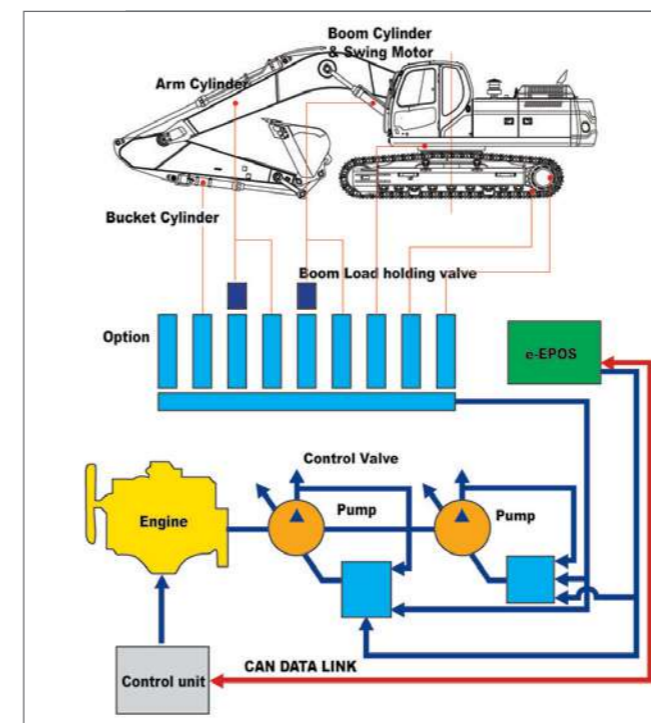 Boom Cylinder
& Swing Motor
Arm Cylinder
Bucket Cylinder
Boom Load holding valve
Option
e-EPOS
Control Valve
Engine
Pump
Pump
CAN DATA LINK
Control unit